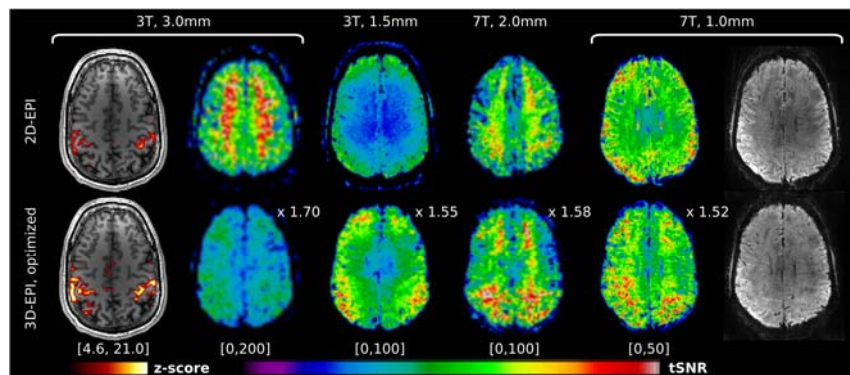 3T, 3.0mm 3T, 1.5mm 7T, 2.0mm 7T, 1.0mm
2D-EPI
3D-EPI, optimized
x 1.70 x 1.55 x 1.58 x 1.52
[4.6, 21.0] [0,200] [0,100] [0,100] [0,50]
z-score tSNR